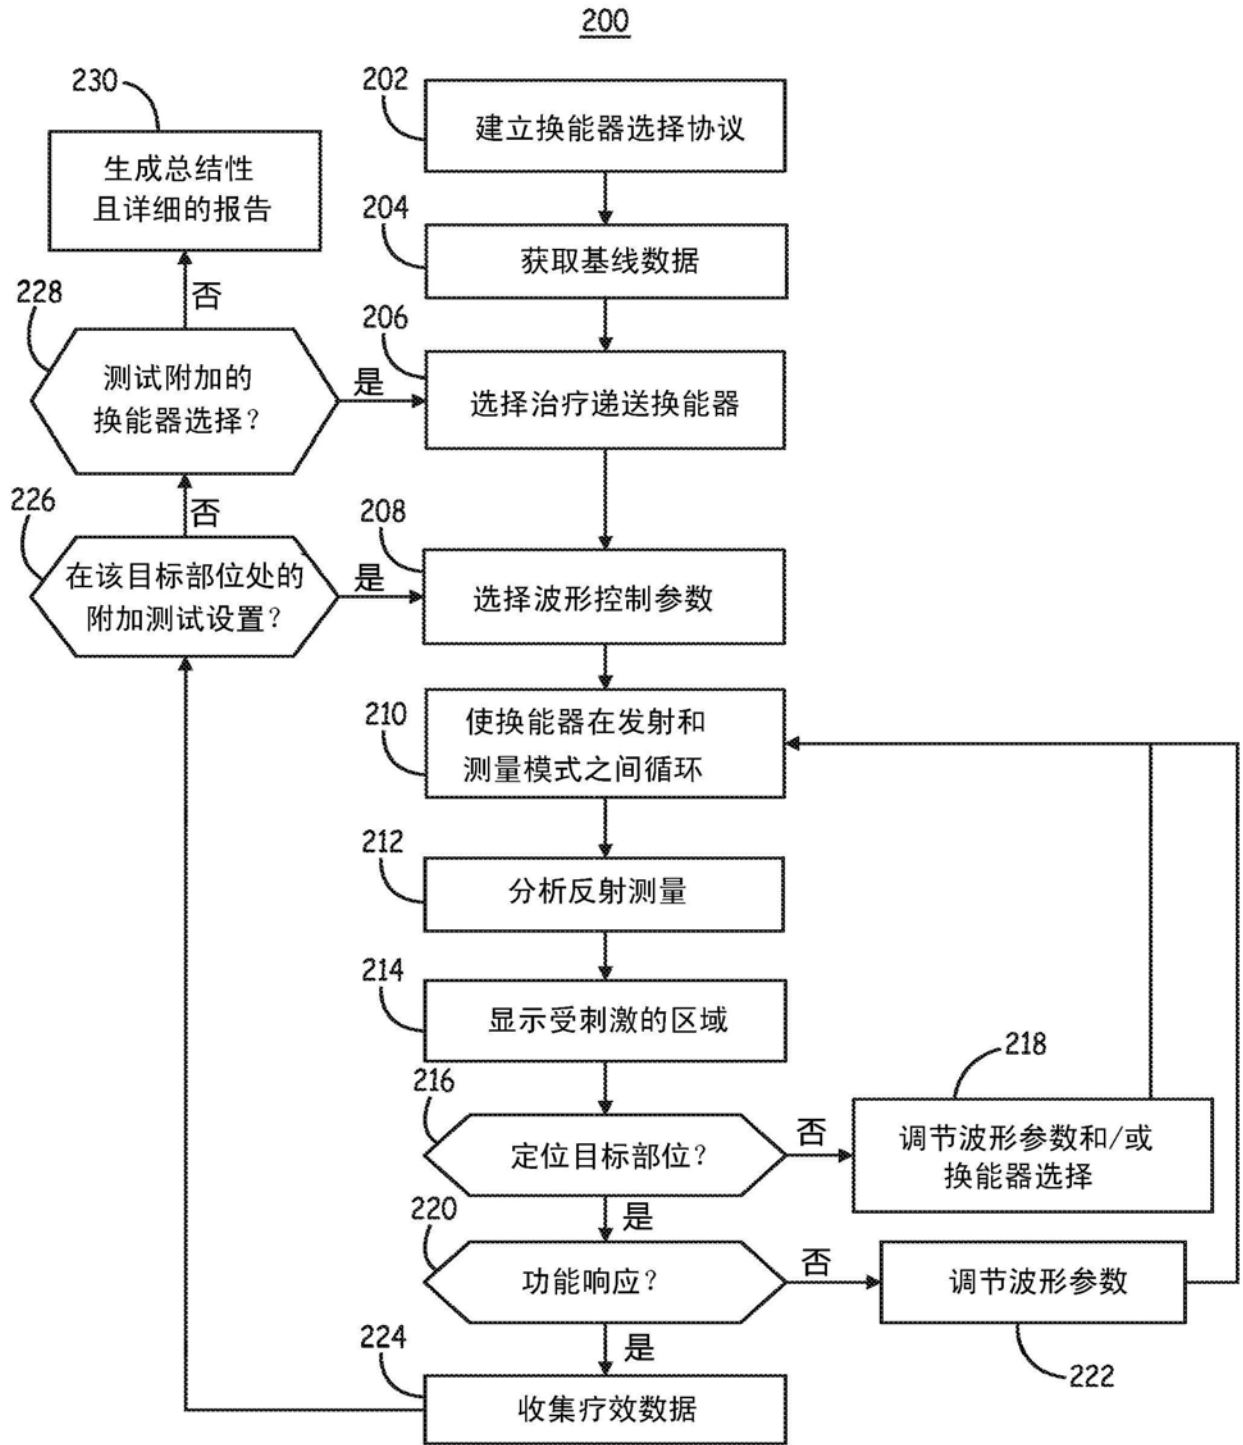 200
202
建立换能器选择协议
204
获取基线数据
206
选择治疗递送换能器
208
选择波形控制参数
210
使换能器在发射和
测量模式之间循环
212
分析反射测量
214
显示受刺激的区域
216
定位目标部位?
否
218
调节波形参数和/或
换能器选择
是
220
功能响应?
否
调节波形参数
222
是
224
收集疗效数据
226
在该目标部位处的
附加测试设置?
是
否
228
测试附加的
换能器选择?
是
否
230
生成总结性
且详细的报告